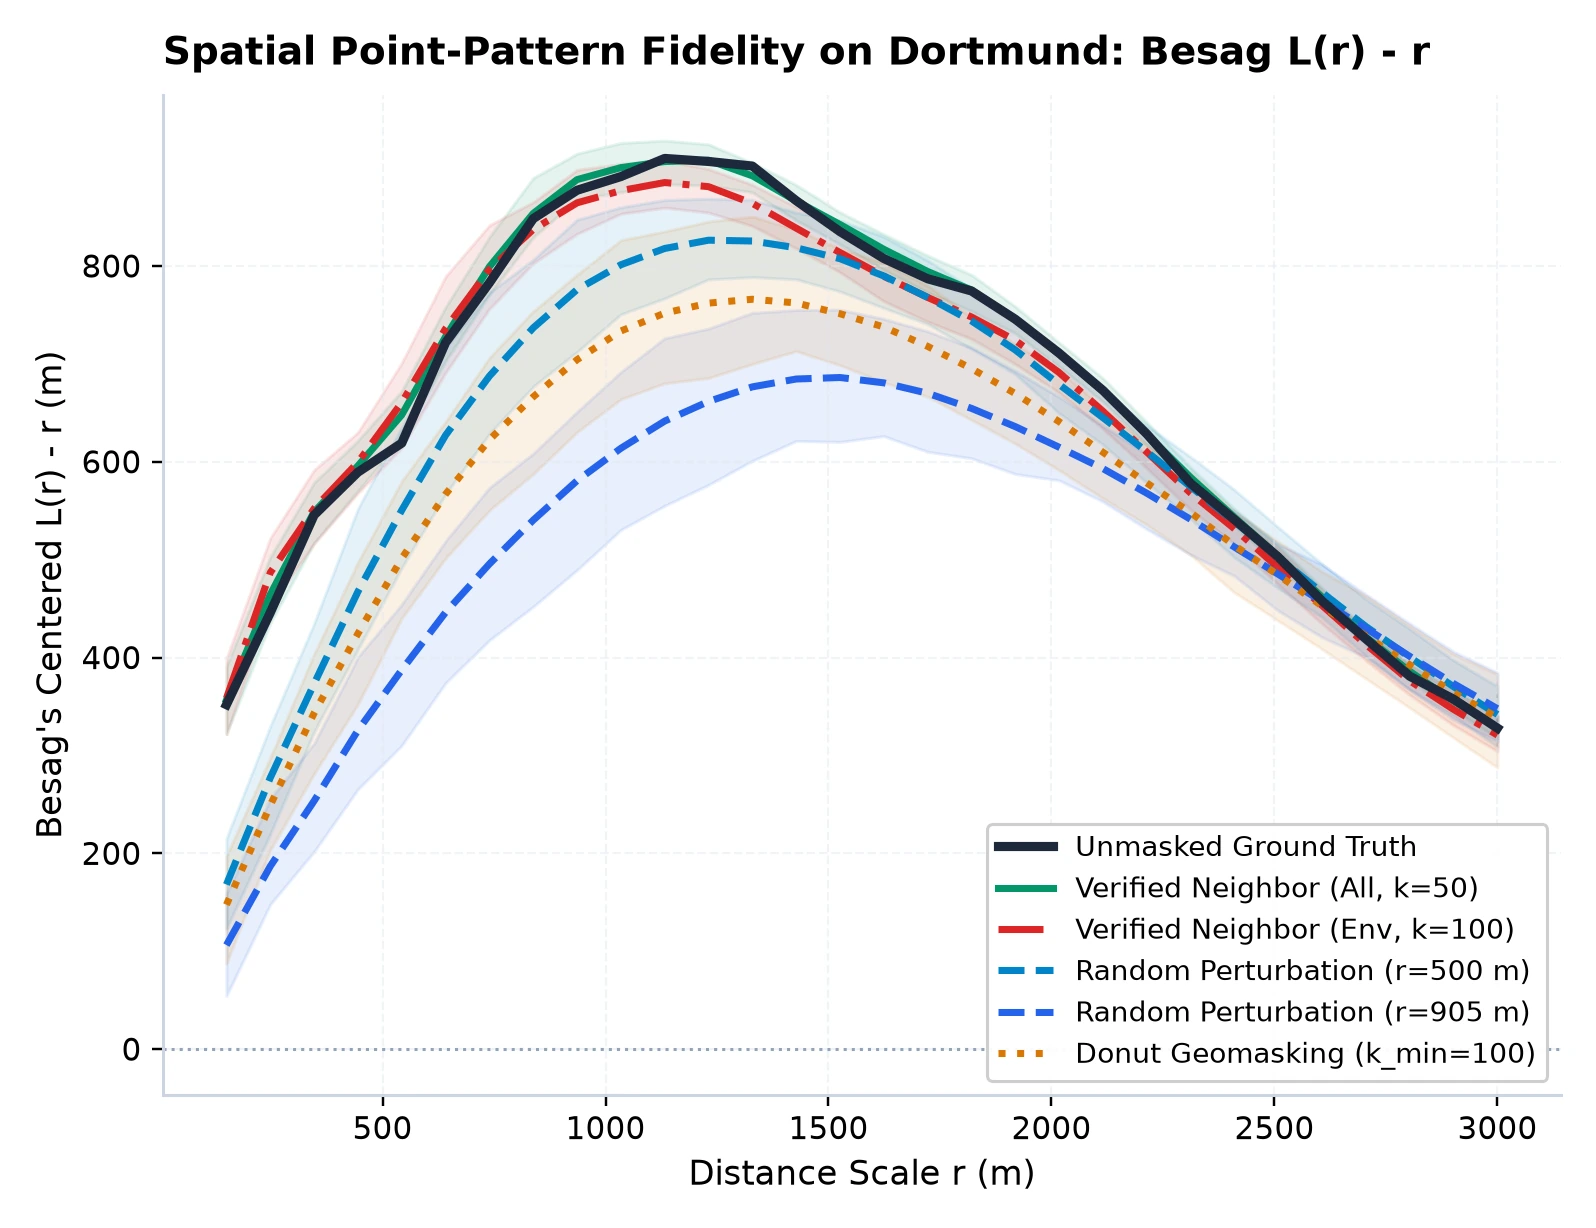 Spatial Point-Pattern Fidelity on Dortmund: Besag L(r) - r
Besag's Centered L(r) - r (m)
800
600
400
200
0
500
1000
1500
2000
2500
3000
Distance Scale r (m)
Unmasked Ground Truth
Verified Neighbor (All, k=50)
Verified Neighbor (Env, k=100)
Random Perturbation (r=500 m)
Random Perturbation (r=905 m)
Donut Geomasking (k_min=100)